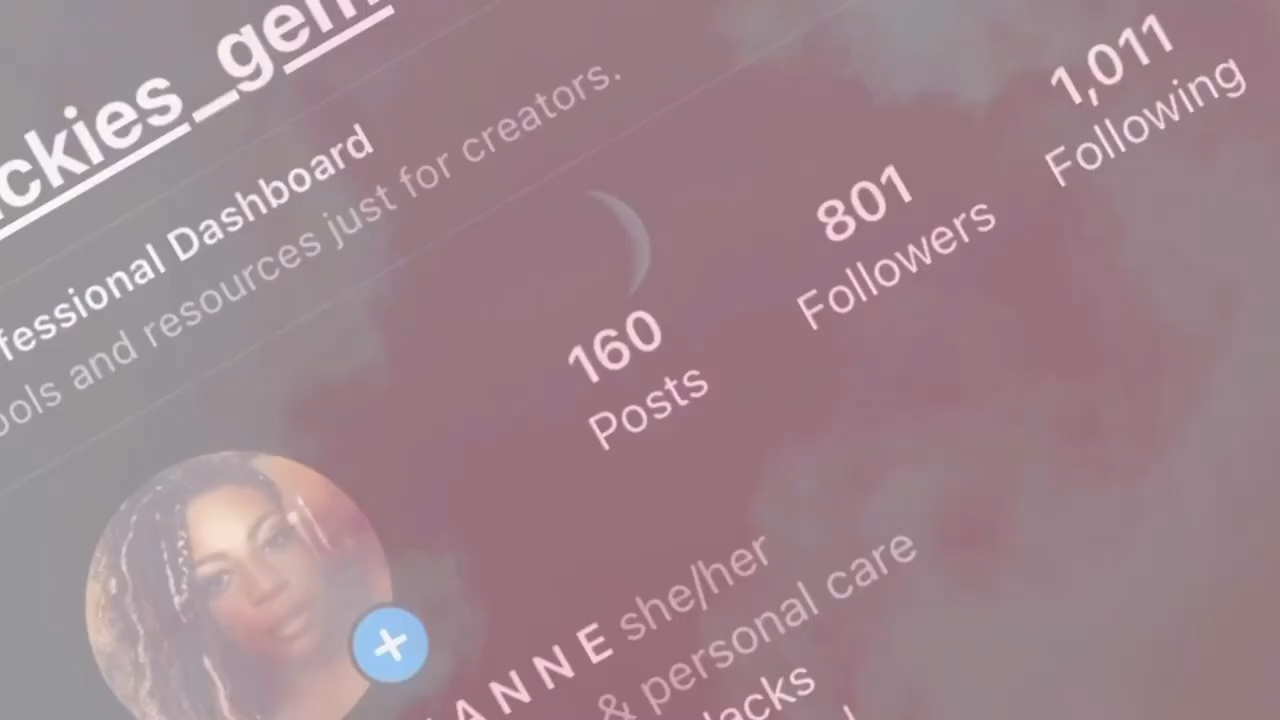 ckies_gem
fessional Dashboard
ools and resources just for creators.
160
Posts
801
Followers
1,011
Following
ANNE she/her
& personal care
lacks